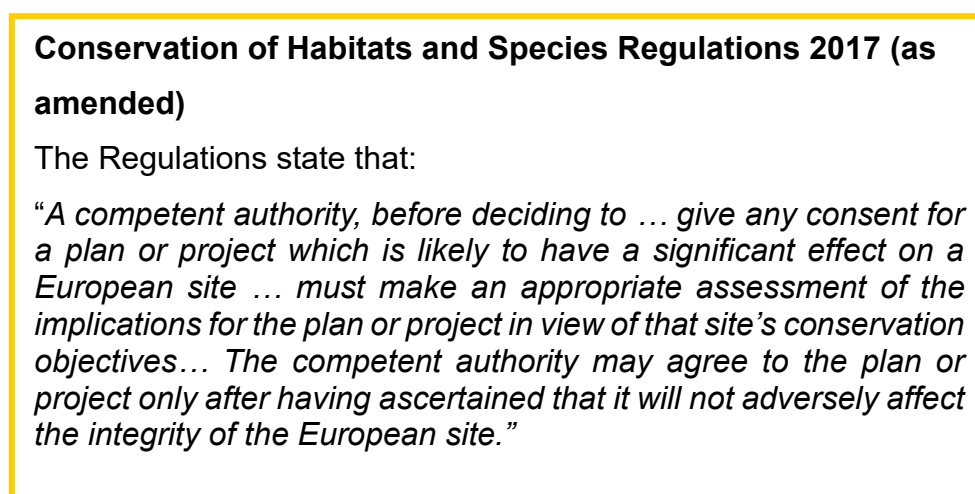 Conservation of Habitats and Species Regulations 2017 (as
amended)
The Regulations state that:
“A competent authority, before deciding to … give any consent for
a plan or project which is likely to have a significant effect on a
European site … must make an appropriate assessment of the
implications for the plan or project in view of that site’s conservation
objectives… The competent authority may agree to the plan or
project only after having ascertained that it will not adversely affect
the integrity of the European site.”